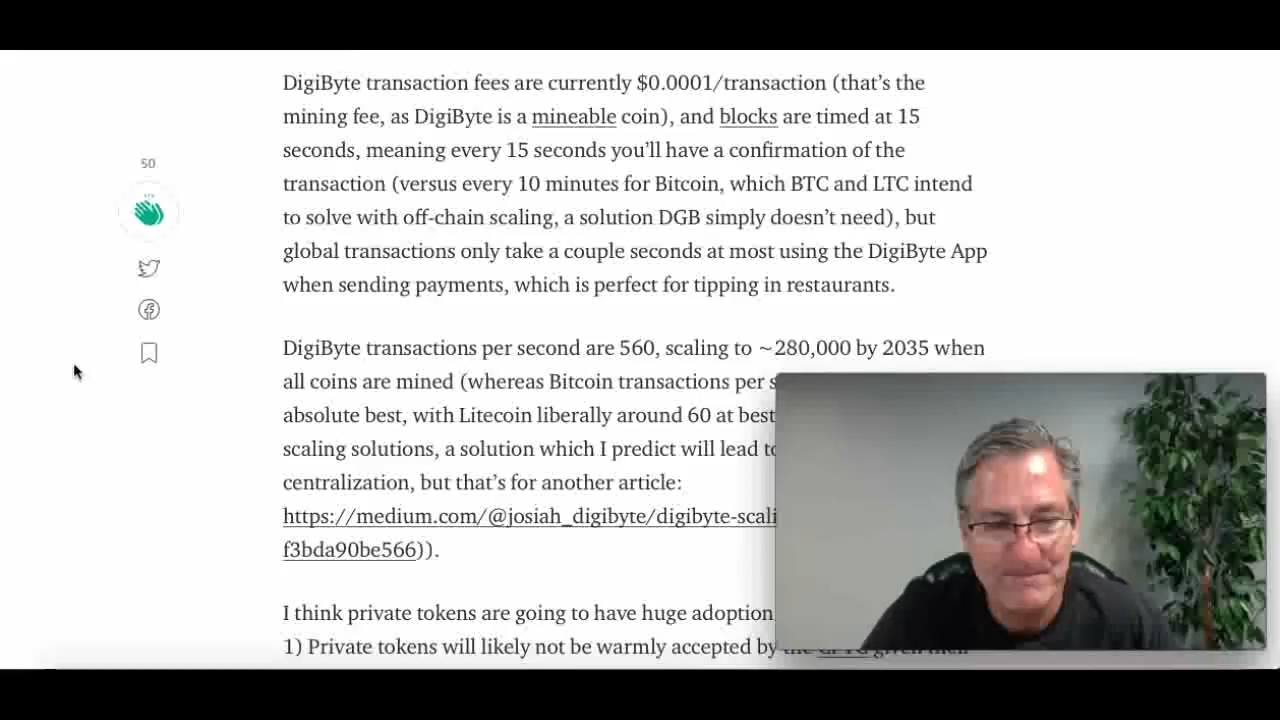 DigiByte transaction fees are currently $0.0001/transaction (that’s the
mining fee, as DigiByte is a mineable coin), and blocks are timed at 15
seconds, meaning every 15 seconds you’ll have a confirmation of the
transaction (versus every 10 minutes for Bitcoin, which BTC and LTC intend
to solve with off-chain scaling, a solution DGB simply doesn’t need), but
global transactions only take a couple seconds at most using the DigiByte App
when sending payments, which is perfect for tipping in restaurants.
50
DigiByte transactions per second are 560, scaling to ~280,000 by 2035 when
all coins are mined (whereas Bitcoin transactions per
absolute best, with Litecoin liberally around 60 at best
scaling solutions, a solution which I predict will lead
centralization, but that’s for another article:
https://medium.com/@josiah_digibyte/digibyte-scali
f3bda90be566)).
I think private tokens are going to have huge adoption
1) Private tokens will likely not be warmly accepted by